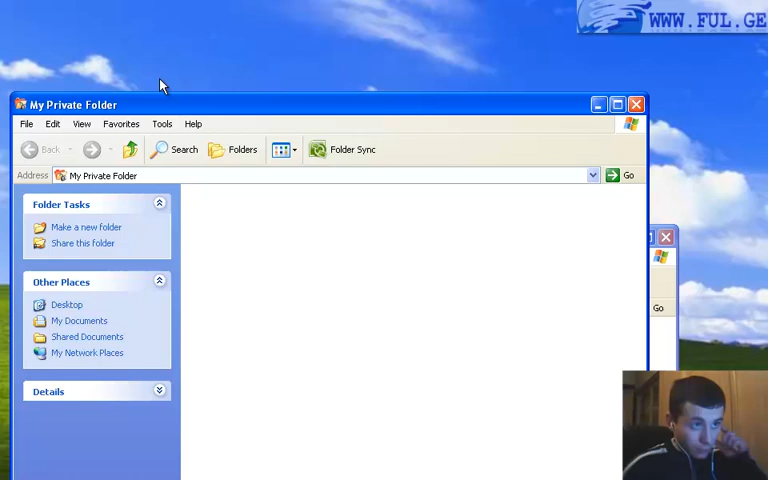 WWW.FUL.GE
My Private Folder
File Edit View Favorites Tools Help
Back Search Folders Folder Sync
Address My Private Folder Go
Folder Tasks
Make a new folder
Share this folder
Other Places
Desktop
My Documents
Shared Documents
My Network Places
Details
Go